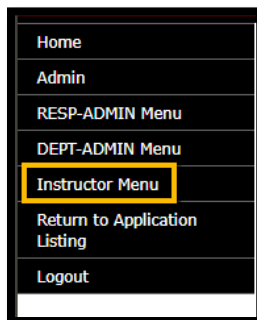 Home
Admin
RESP-ADMIN Menu
DEPT-ADMIN Menu
Instructor Menu
Return to Application
Listing
Logout